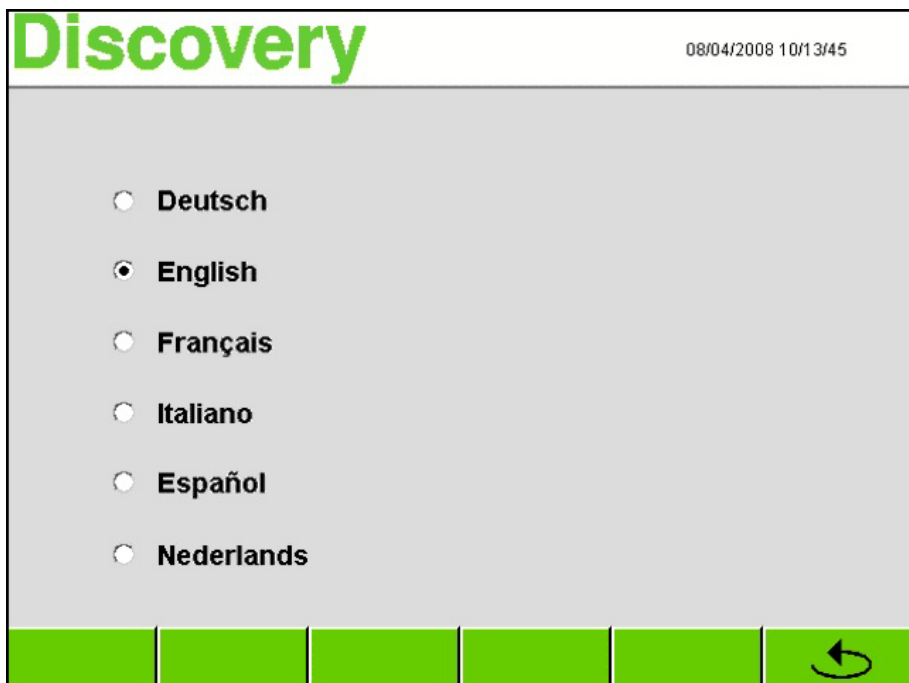 Discovery
08/04/2008 10/13/45
Deutsch
English
Français
Italiano
Español
Nederlands